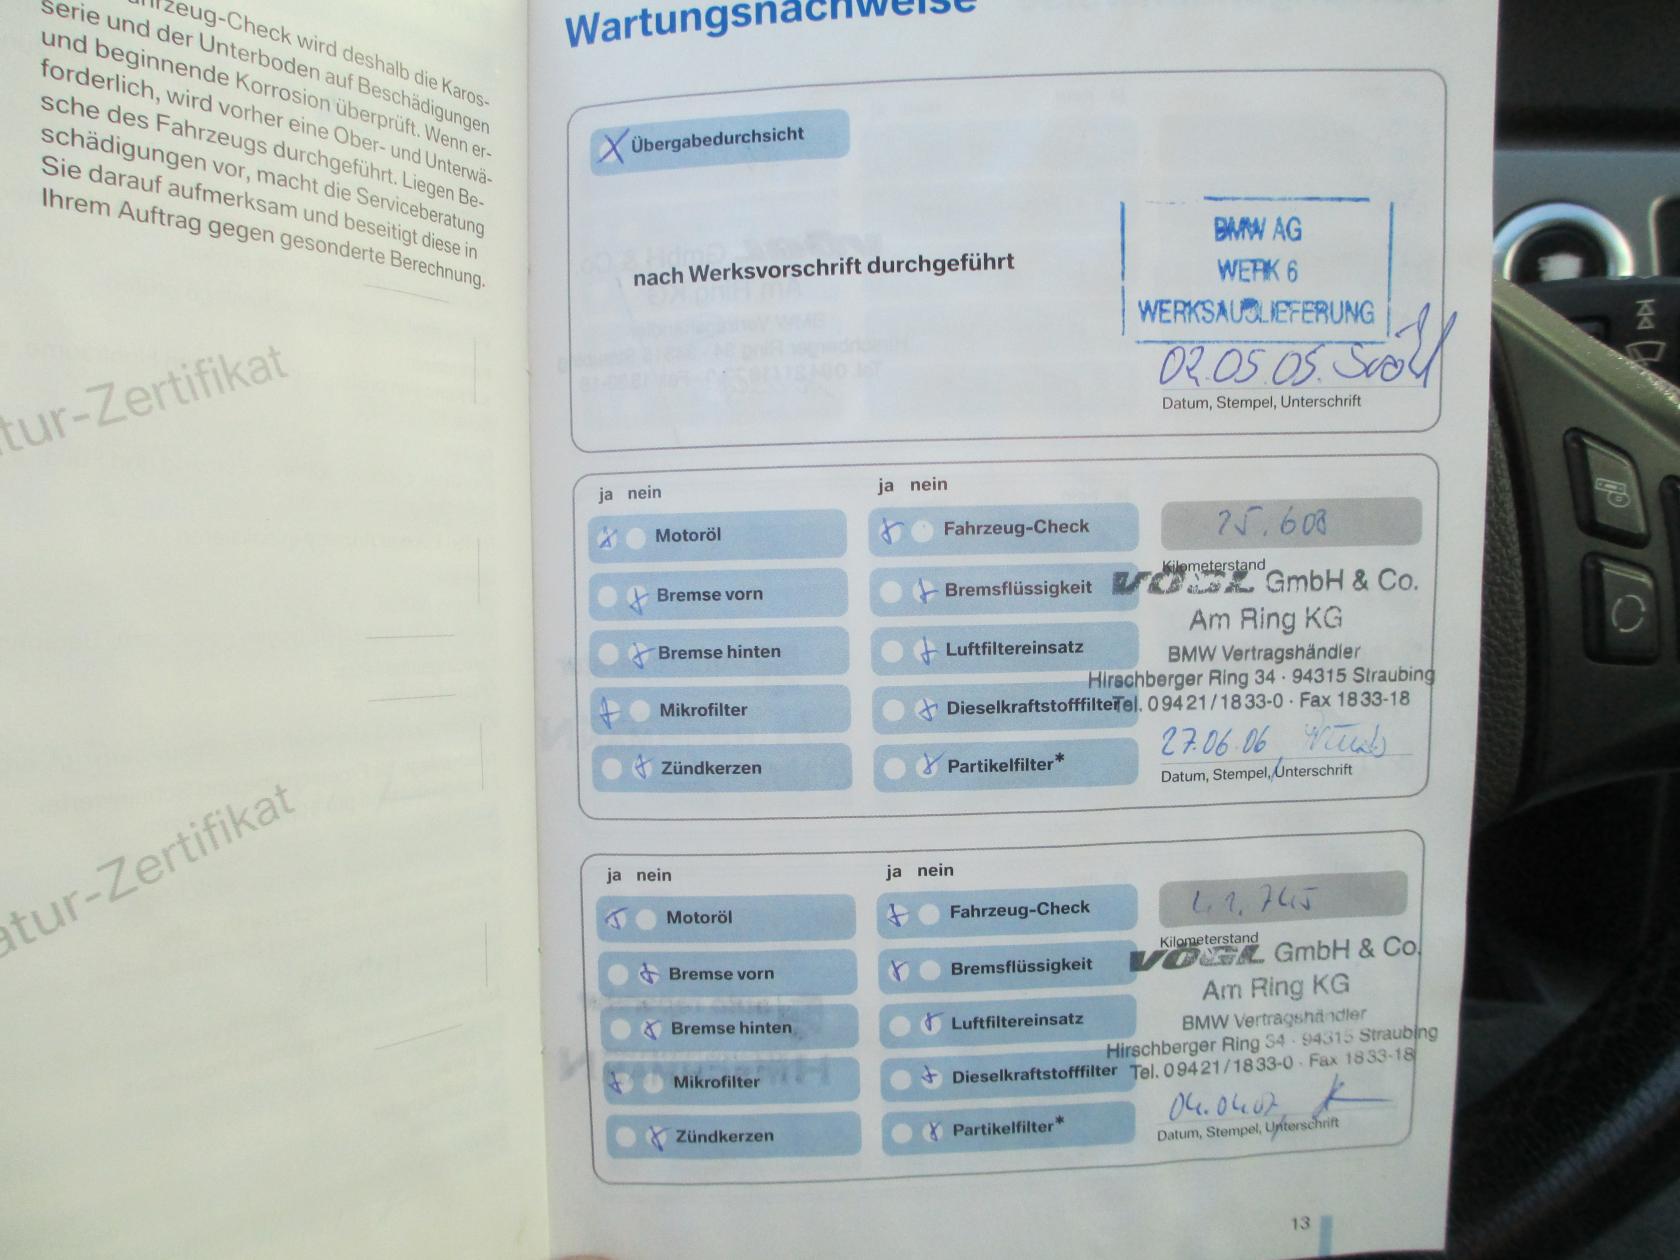 rzeug-Check wird deshalb die Karos-
serie und der Unterboden auf Beschädigungen
und beginnende Korrosion überprüft. Wenn er-
forderlich, wird vorher eine Ober- und Unterwä-
sche des Fahrzeugs durchgeführt. Liegen Be-
schädigungen vor, macht die Serviceberatung
Sie darauf aufmerksam und beseitigt diese in
Ihrem Auftrag gegen gesonderte Berechnung.
tur-Zertifikat
atur-Zertifikat
Wartungsnachweise
Übergabedurchsicht
nach Werksvorschrift durchgeführt
BMW AG
WERK 6
WERKSAUSLIEFERUNG
02.05.05.
Datum, Stempel, Unterschrift
ja nein
Motoröl
Bremse vorn
Bremse hinten
Mikrofilter
Zündkerzen
ja nein
Fahrzeug-Check
Bremsflüssigkeit
Luftfiltereinsatz
Dieselkraftstofffilter
Partikelfilter*
25.608
Kilometerstand
VOGL GmbH & Co.
Am Ring KG
BMW Vertragshändler
Hirschberger Ring 34 · 94315 Straubing
Tel. 09421/1833-0 · Fax 1833-18
27.06.06
Datum, Stempel, Unterschrift
ja nein
Motoröl
Bremse vorn
Bremse hinten
Mikrofilter
Zündkerzen
ja nein
Fahrzeug-Check
Bremsflüssigkeit
Luftfiltereinsatz
Dieselkraftstofffilter
Partikelfilter*
41.745
Kilometerstand
VOGL GmbH & Co.
Am Ring KG
BMW Vertragshändler
Hirschberger Ring 34 · 94315 Straubing
Tel. 09421/1833-0 · Fax 1833-18
04.04.07
Datum, Stempel, Unterschrift
13